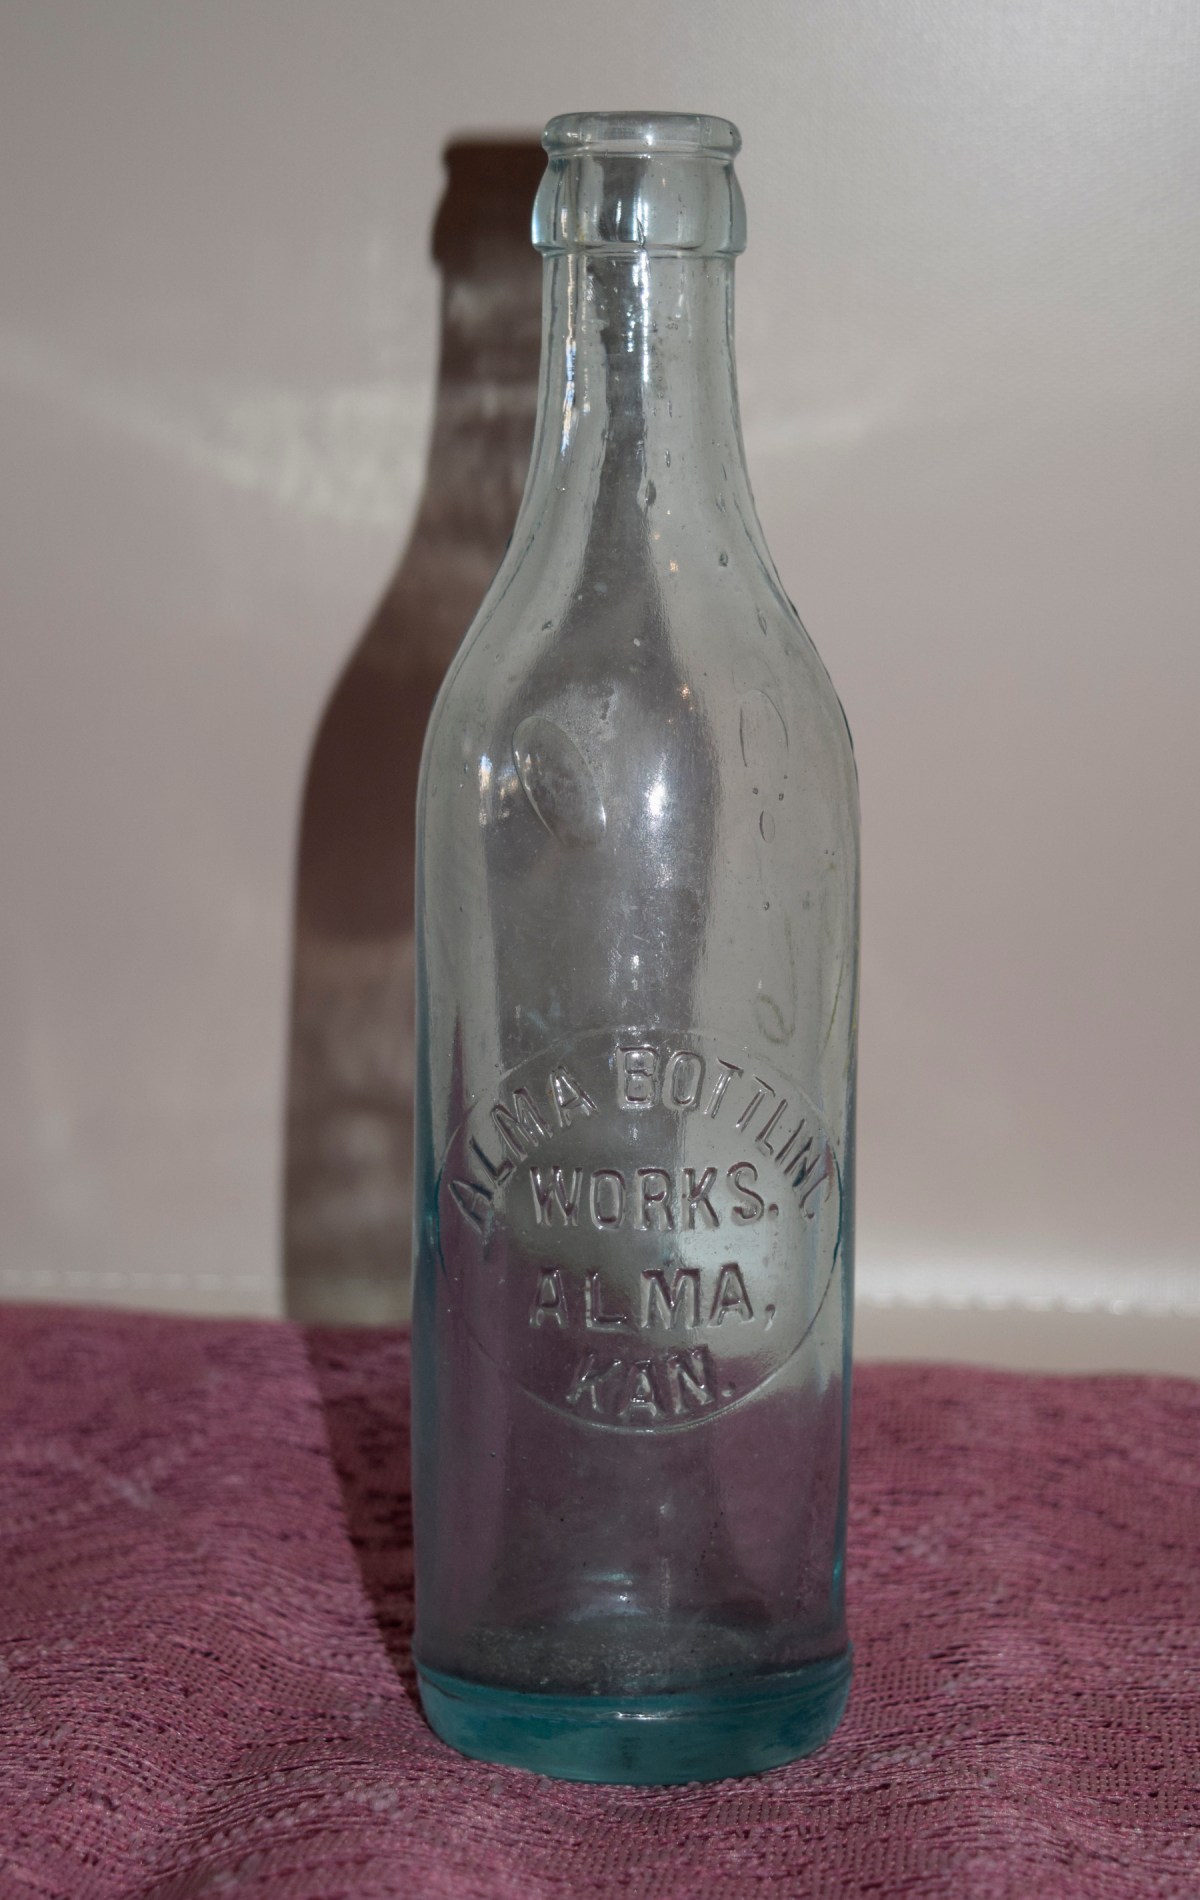 ALMA BOTTLING
WORKS.
ALMA,
KAN.